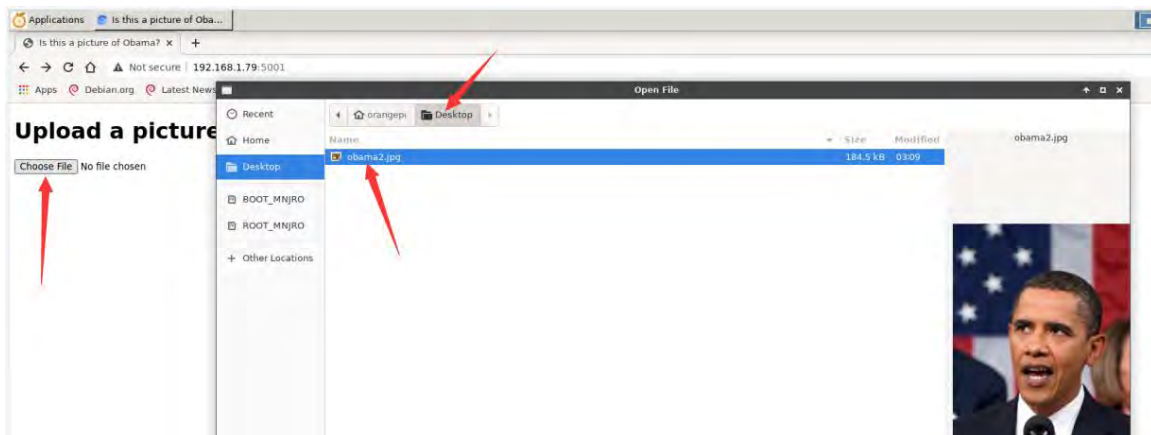 Applications Is this a picture of Oba...
Is this a picture of Obama? × +
Not secure | 192.168.1.79:5001
Apps Debian.org Latest News
Open File
Upload a picture
Choose File No file chosen
Recent
Home
Desktop
BOOT_MNJRO
ROOT_MNJRO
+ Other Locations
orangepi Desktop
Name Size Modified
obama2.jpg 184.5 kB 03:09
obama2.jpg